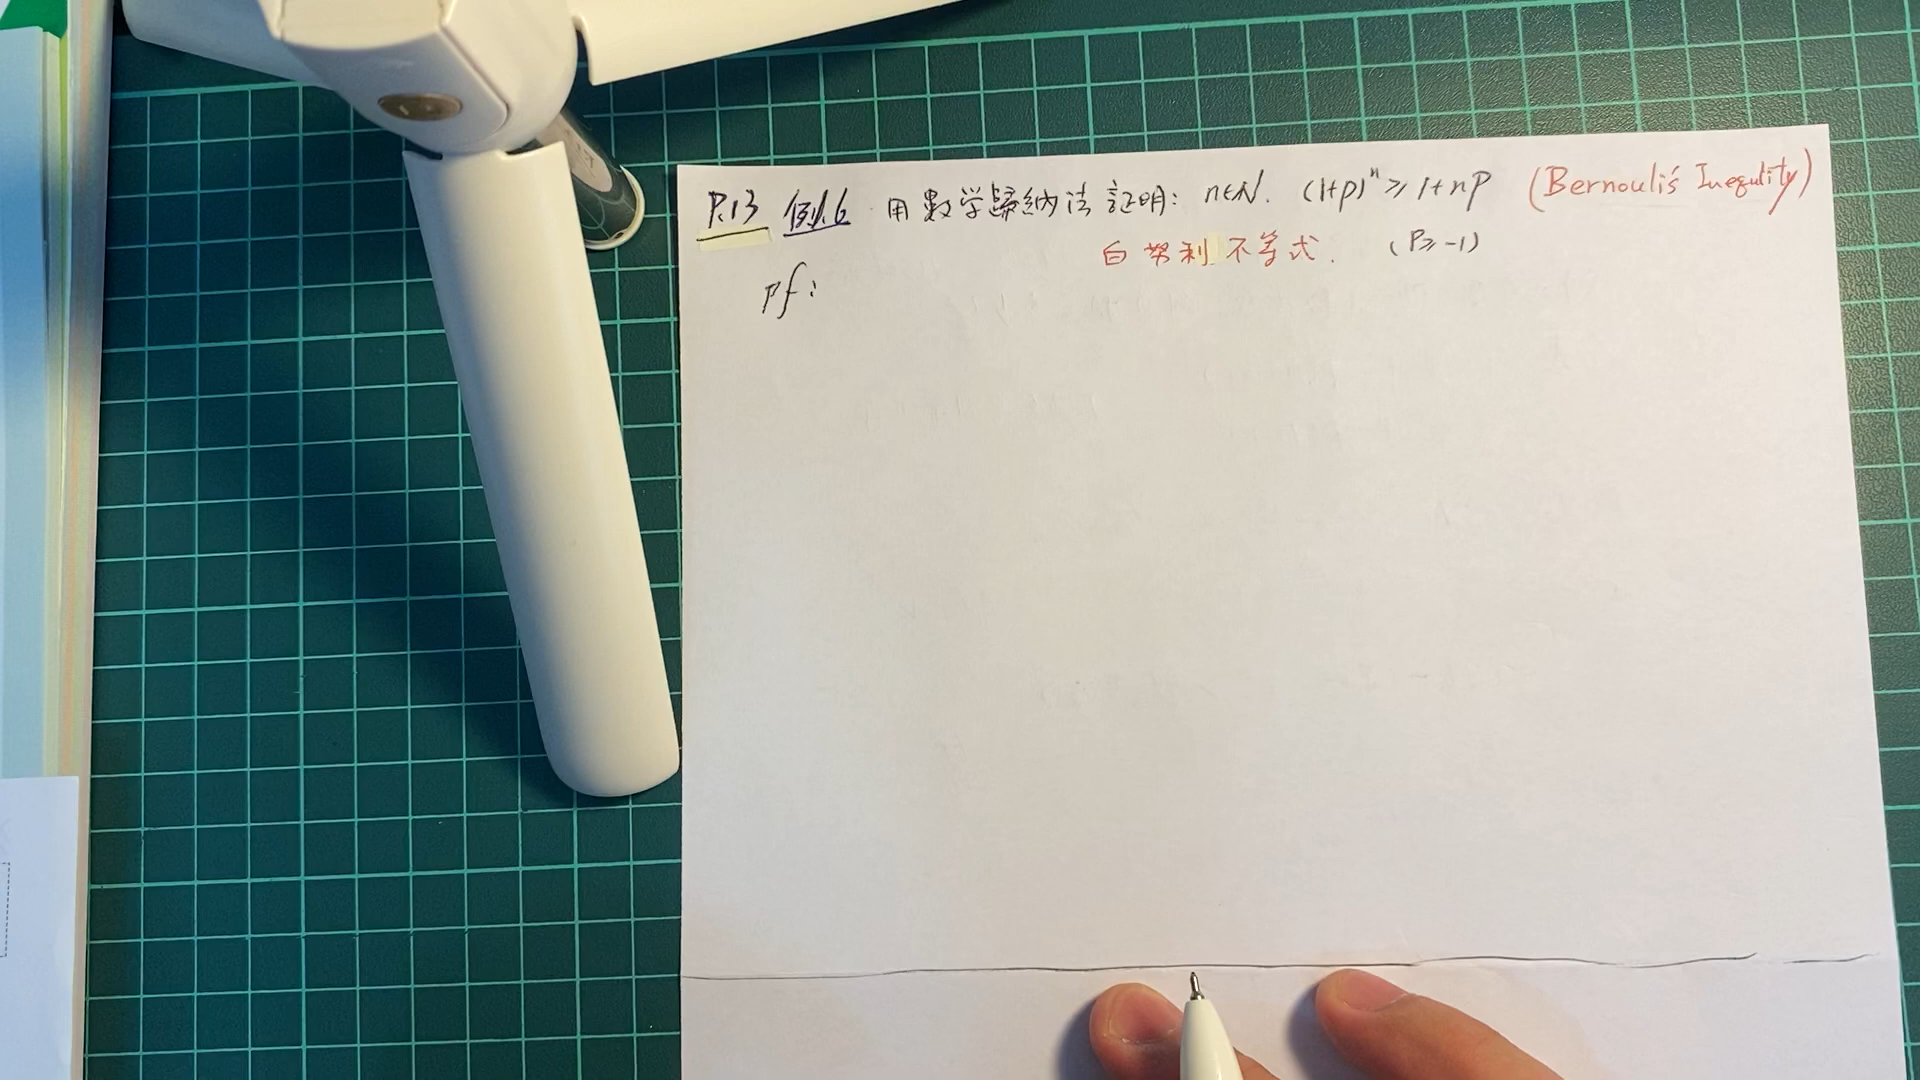 P.13 例1.6 用數学歸納法証明: n∈N. (1+p)ⁿ ≥ 1+np (Bernouli's Inequlity)
白努利不等式. (P≥-1)
pf: